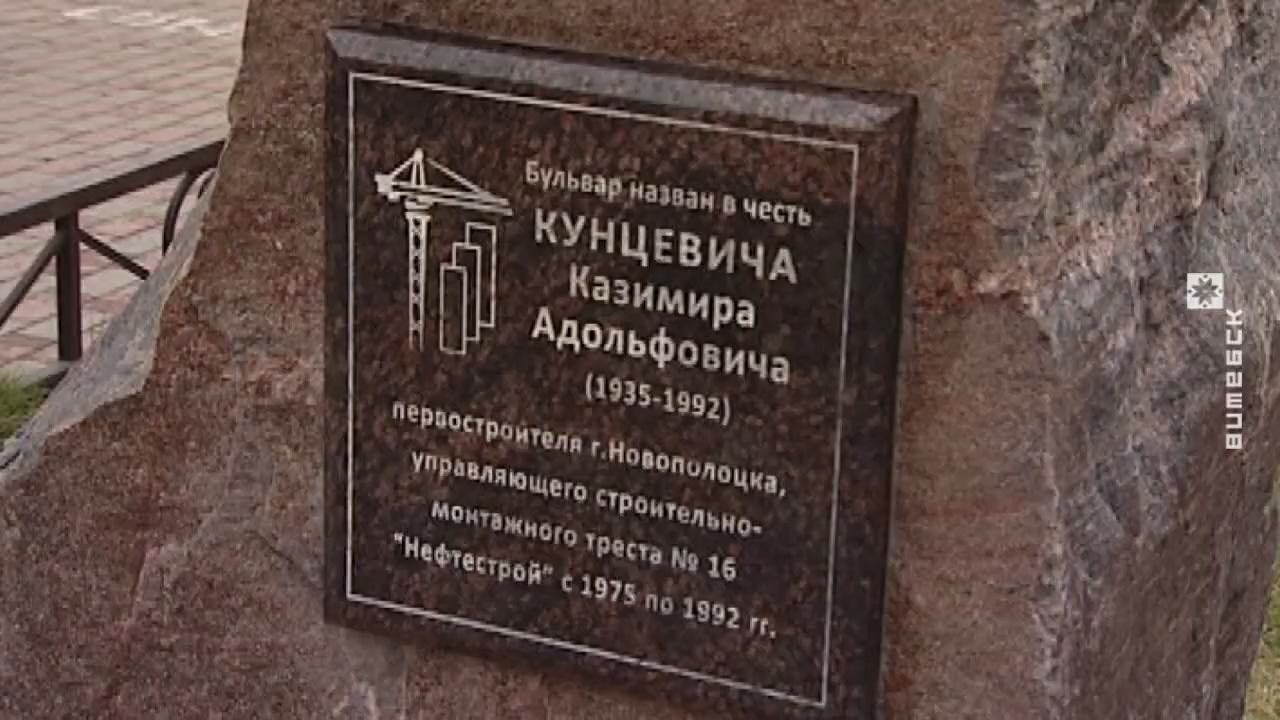 Бульвар назван в честь
КУНЦЕВИЧА
Казимира
Адольфовича
(1935-1992)
первостроителя г.Новополоцка,
управляющего строительно-
монтажного треста № 16
"Нефтестрой" с 1975 по 1992 гг.
Витебск